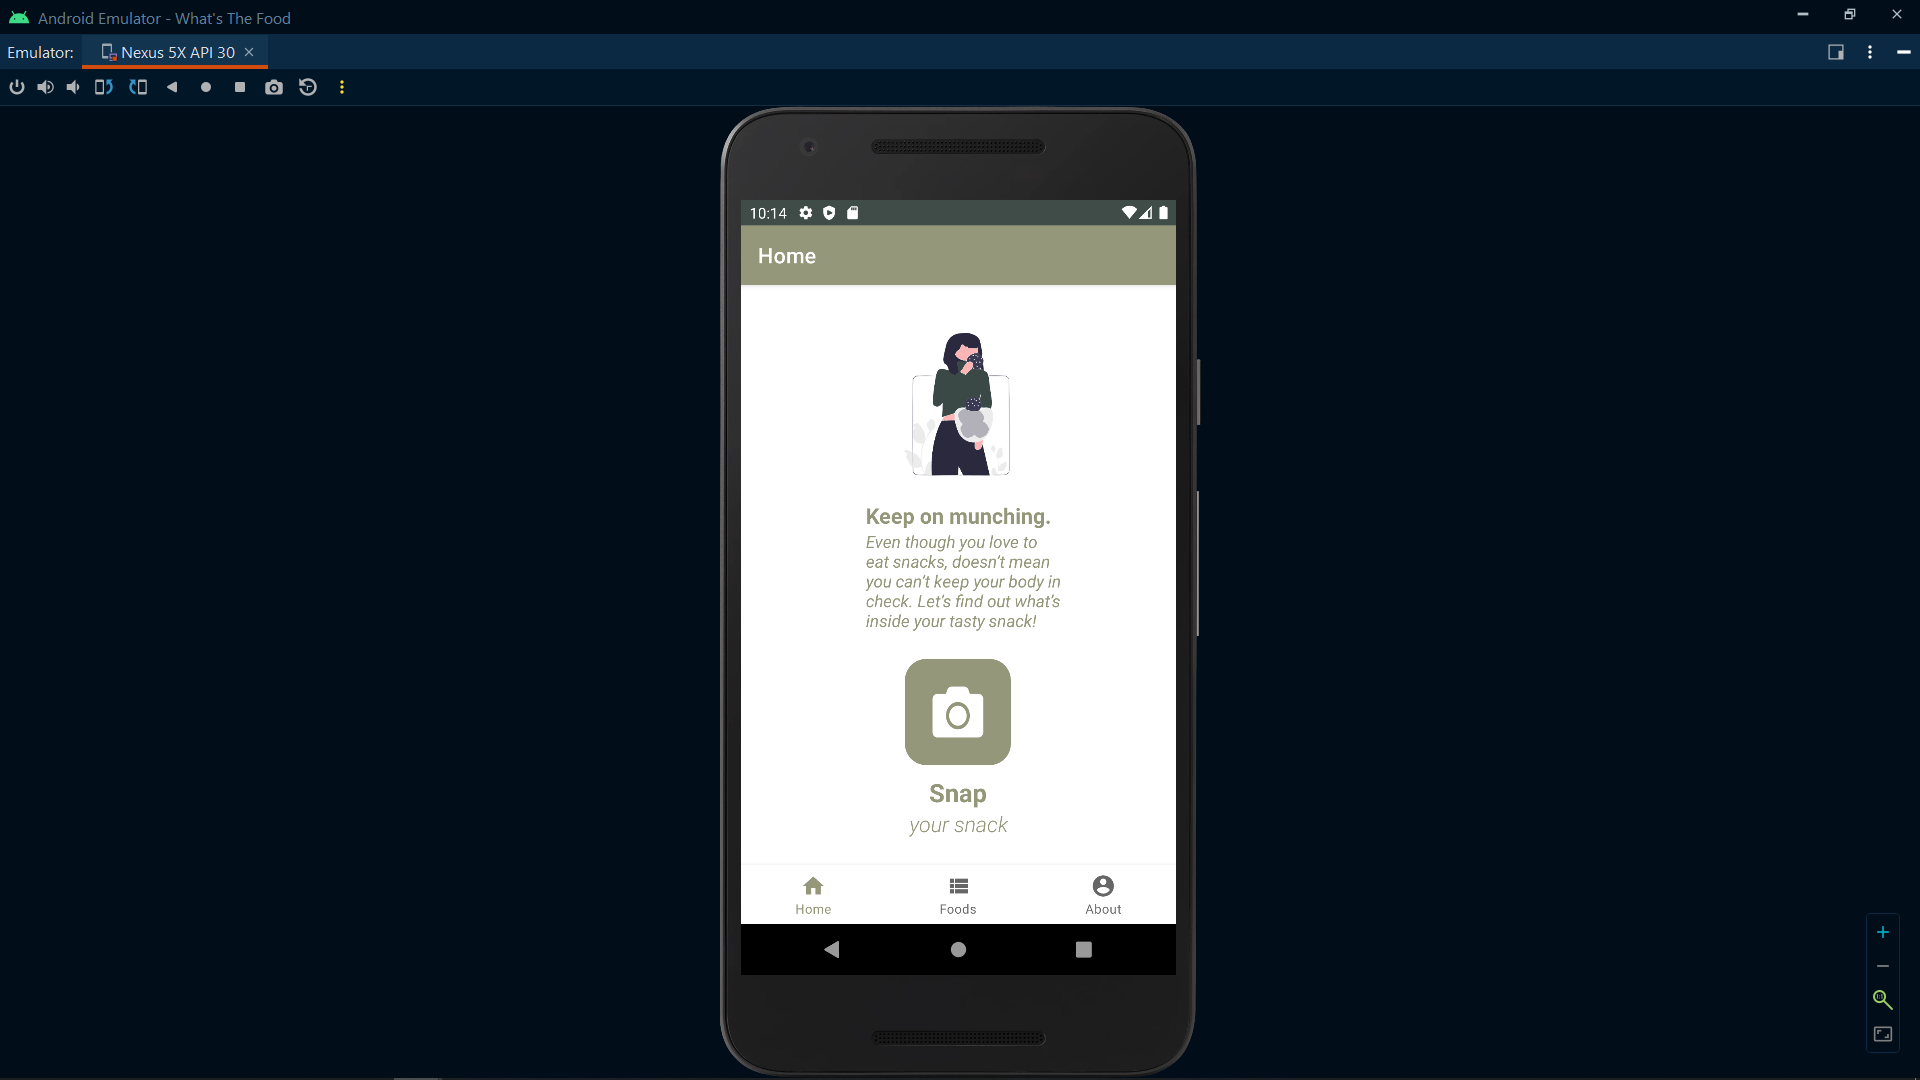 Android Emulator - What's The Food
Emulator:
Nexus 5X API 30
10:14
Home
Keep on munching.
Even though you love to
eat snacks, doesn't mean
you can't keep your body in
check. Let's find out what's
inside your tasty snack!
Snap
your snack
Home
Foods
About